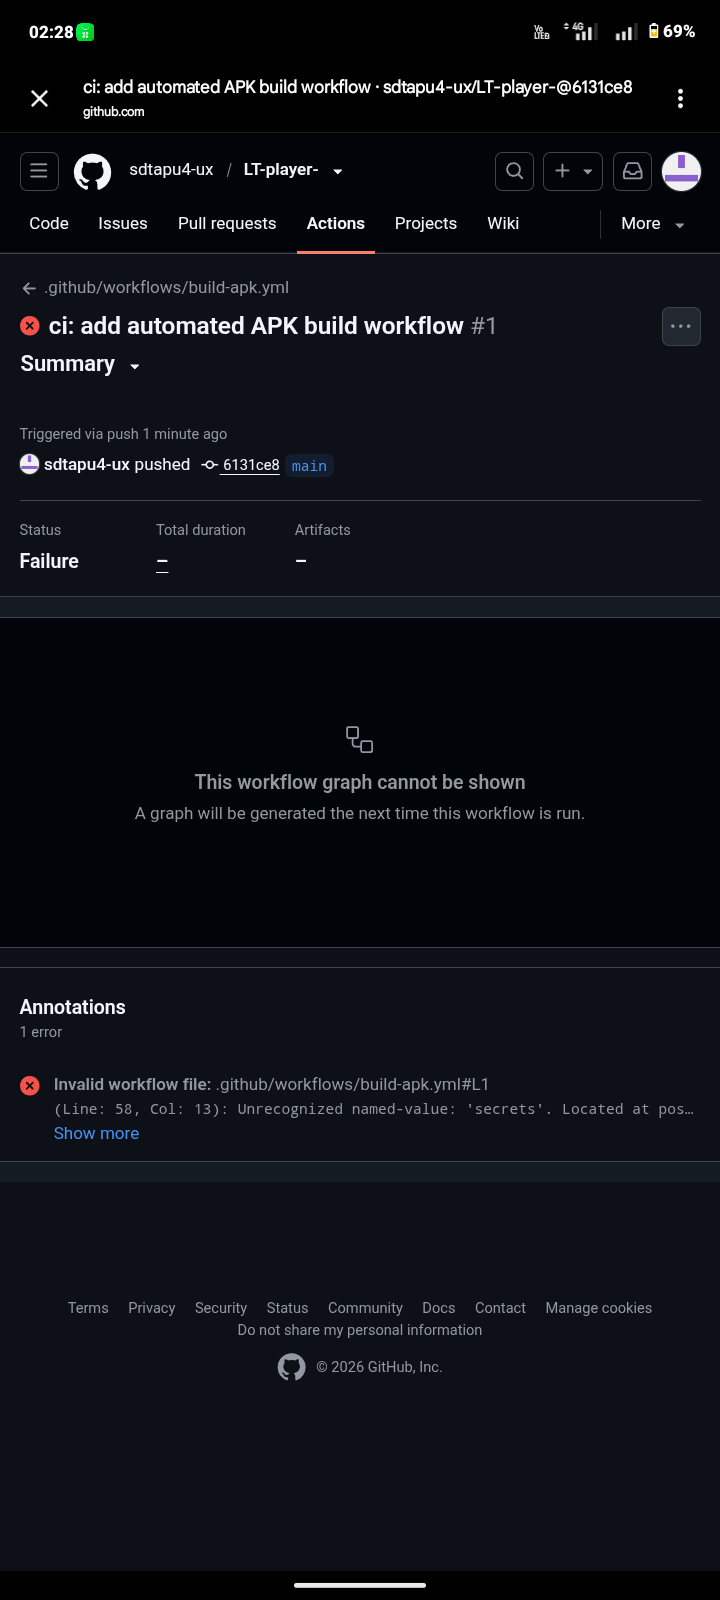 02:28
Vo LTE2 4G 69%
ci: add automated APK build workflow · sdtapu4-ux/LT-player-@6131ce8
github.com
sdtapu4-ux / LT-player-
Code Issues Pull requests Actions Projects Wiki More
.github/workflows/build-apk.yml
ci: add automated APK build workflow #1
Summary
Triggered via push 1 minute ago
sdtapu4-ux pushed 6131ce8 main
Status Total duration Artifacts
Failure – –
This workflow graph cannot be shown
A graph will be generated the next time this workflow is run.
Annotations
1 error
Invalid workflow file: .github/workflows/build-apk.yml#L1
(Line: 58, Col: 13): Unrecognized named-value: 'secrets'. Located at pos…
Show more
Terms Privacy Security Status Community Docs Contact Manage cookies
Do not share my personal information
© 2026 GitHub, Inc.